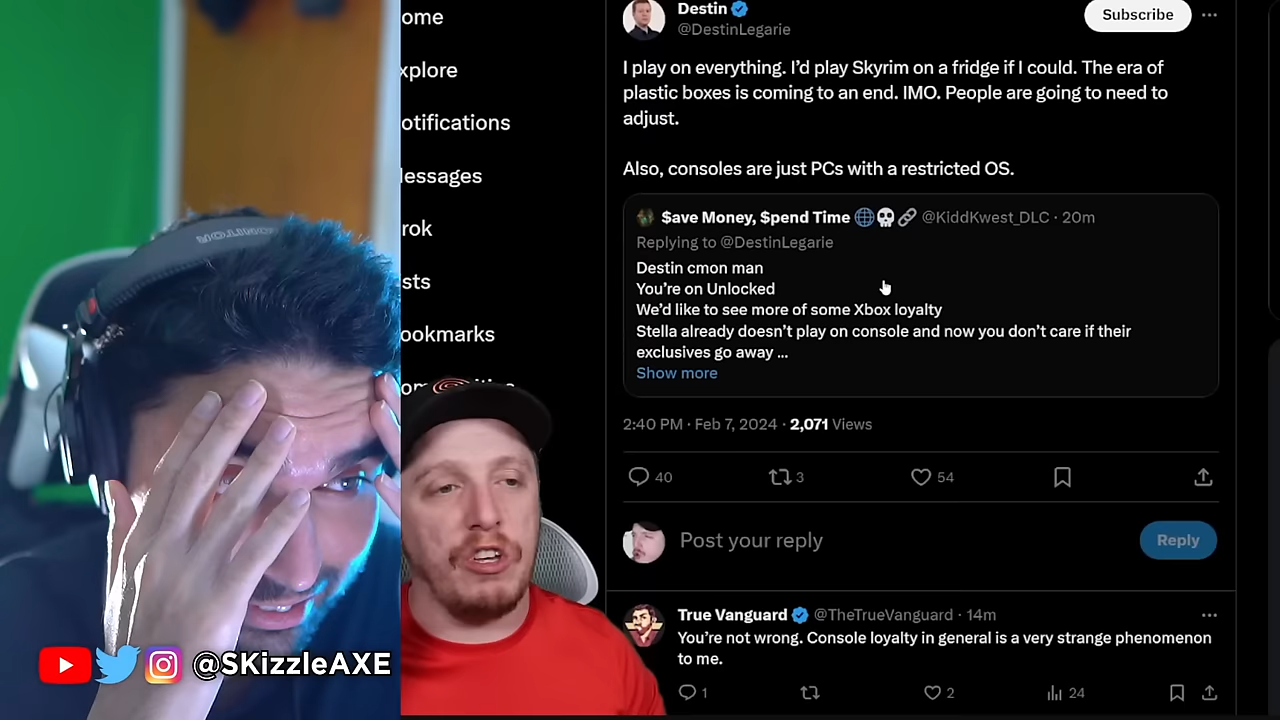 Destin
@DestinLegarie
Subscribe
I play on everything. I'd play Skyrim on a fridge if I could. The era of
plastic boxes is coming to an end. IMO. People are going to need to
adjust.
Also, consoles are just PCs with a restricted OS.
$ave Money, $pend Time 🌐💀🔗 @KiddKwest_DLC · 20m
Replying to @DestinLegarie
Destin cmon man
You're on Unlocked
We'd like to see more of some Xbox loyalty
Stella already doesn't play on console and now you don't care if their
exclusives go away ...
Show more
2:40 PM · Feb 7, 2024 · 2,071 Views
40 3 54
Post your reply
Reply
True Vanguard @TheTrueVanguard · 14m
You're not wrong. Console loyalty in general is a very strange phenomenon
to me.
1 2 24
ome
xplore
otifications
lessages
rok
sts
ookmarks
@SKizzleAXE